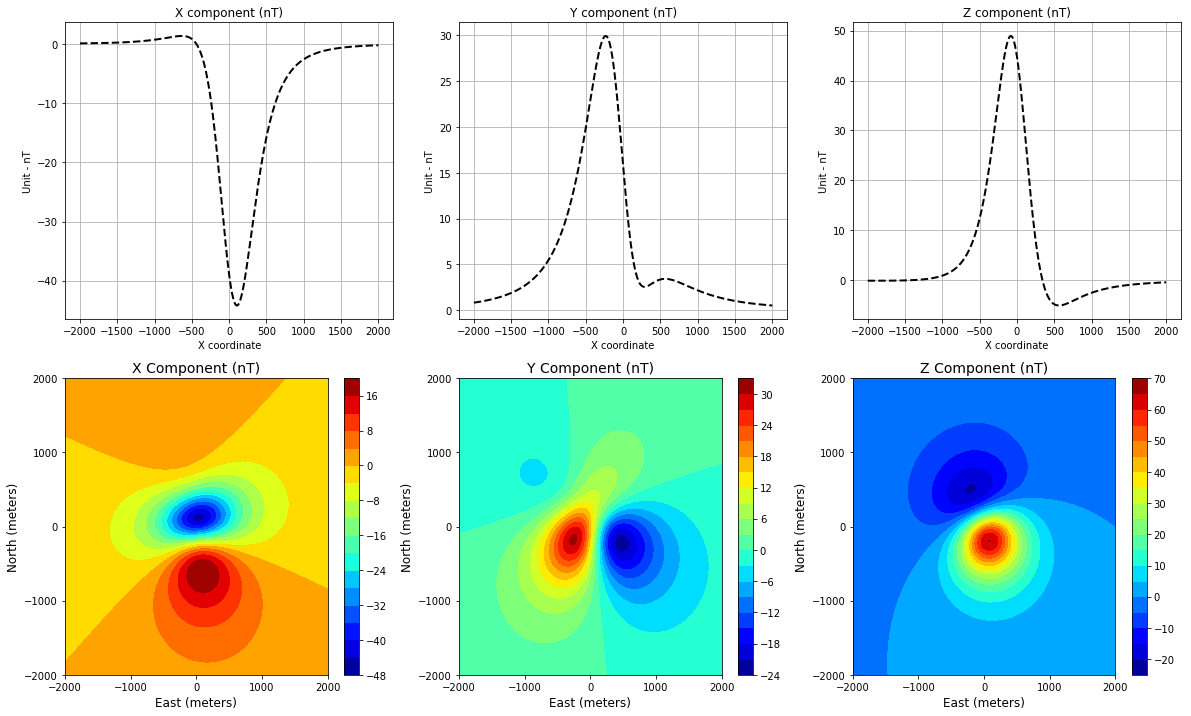 X component (nT)
Unit - nT
0
−10
−20
−30
−40
−2000 −1500 −1000 −500 0 500 1000 1500 2000
X coordinate
Y component (nT)
Unit - nT
30
25
20
15
10
5
0
−2000 −1500 −1000 −500 0 500 1000 1500 2000
X coordinate
Z component (nT)
Unit - nT
50
40
30
20
10
0
−2000 −1500 −1000 −500 0 500 1000 1500 2000
X coordinate
X Component (nT)
North (meters)
2000
1000
0
−1000
−2000
−2000 −1000 0 1000 2000
East (meters)
16
8
0
−8
−16
−24
−32
−40
−48
Y Component (nT)
North (meters)
2000
1000
0
−1000
−2000
−2000 −1000 0 1000 2000
East (meters)
30
24
18
12
6
0
−6
−12
−18
−24
Z Component (nT)
North (meters)
2000
1000
0
−1000
−2000
−2000 −1000 0 1000 2000
East (meters)
70
60
50
40
30
20
10
0
−10
−20